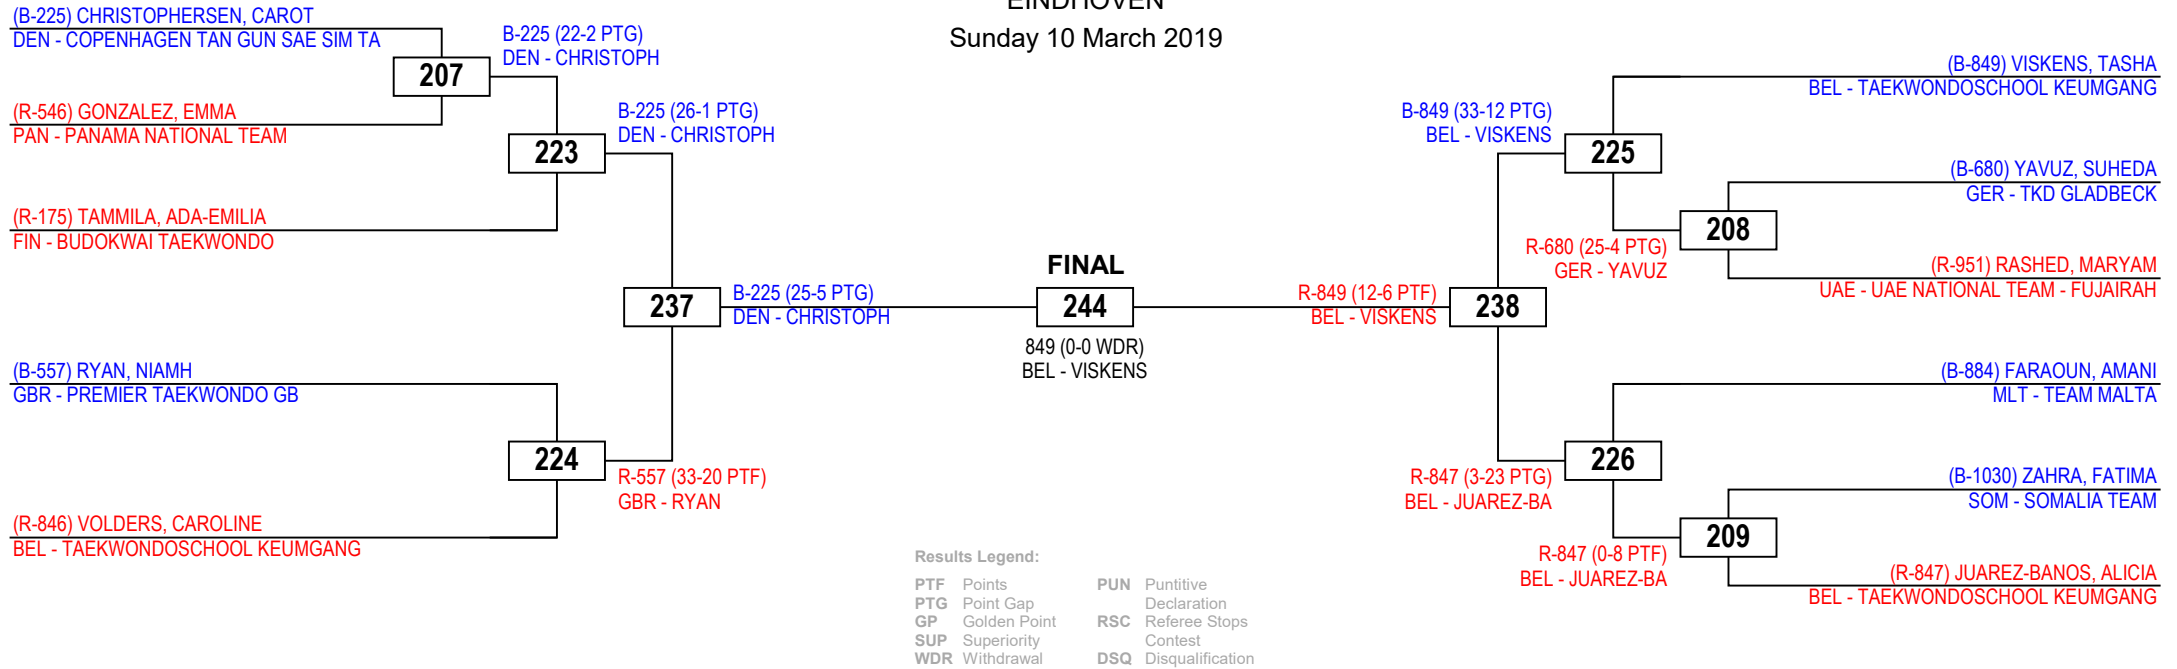 EINDHOVEN
Sunday 10 March 2019
(B-225) CHRISTOPHERSEN, CAROT
DEN - COPENHAGEN TAN GUN SAE SIM TA
207
(R-546) GONZALEZ, EMMA
PAN - PANAMA NATIONAL TEAM
B-225 (22-2 PTG)
DEN - CHRISTOPH
223
(R-175) TAMMILA, ADA-EMILIA
FIN - BUDOKWAI TAEKWONDO
B-225 (26-1 PTG)
DEN - CHRISTOPH
237
(B-557) RYAN, NIAMH
GBR - PREMIER TAEKWONDO GB
224
(R-846) VOLDERS, CAROLINE
BEL - TAEKWONDOSCHOOL KEUMGANG
R-557 (33-20 PTF)
GBR - RYAN
B-225 (25-5 PTG)
DEN - CHRISTOPH
FINAL
244
849 (0-0 WDR)
BEL - VISKENS
R-849 (12-6 PTF)
BEL - VISKENS
238
B-849 (33-12 PTG)
BEL - VISKENS
225
(B-849) VISKENS, TASHA
BEL - TAEKWONDOSCHOOL KEUMGANG
(B-680) YAVUZ, SUHEDA
GER - TKD GLADBECK
208
R-680 (25-4 PTG)
GER - YAVUZ
(R-951) RASHED, MARYAM
UAE - UAE NATIONAL TEAM - FUJAIRAH
(B-884) FARAOUN, AMANI
MLT - TEAM MALTA
226
R-847 (3-23 PTG)
BEL - JUAREZ-BA
(B-1030) ZAHRA, FATIMA
SOM - SOMALIA TEAM
209
R-847 (0-8 PTF)
BEL - JUAREZ-BA
(R-847) JUAREZ-BANOS, ALICIA
BEL - TAEKWONDOSCHOOL KEUMGANG
Results Legend:
PTF Points
PTG Point Gap
GP Golden Point
SUP Superiority
WDR Withdrawal
PUN Puntitive
Declaration
RSC Referee Stops
Contest
DSQ Disqualification